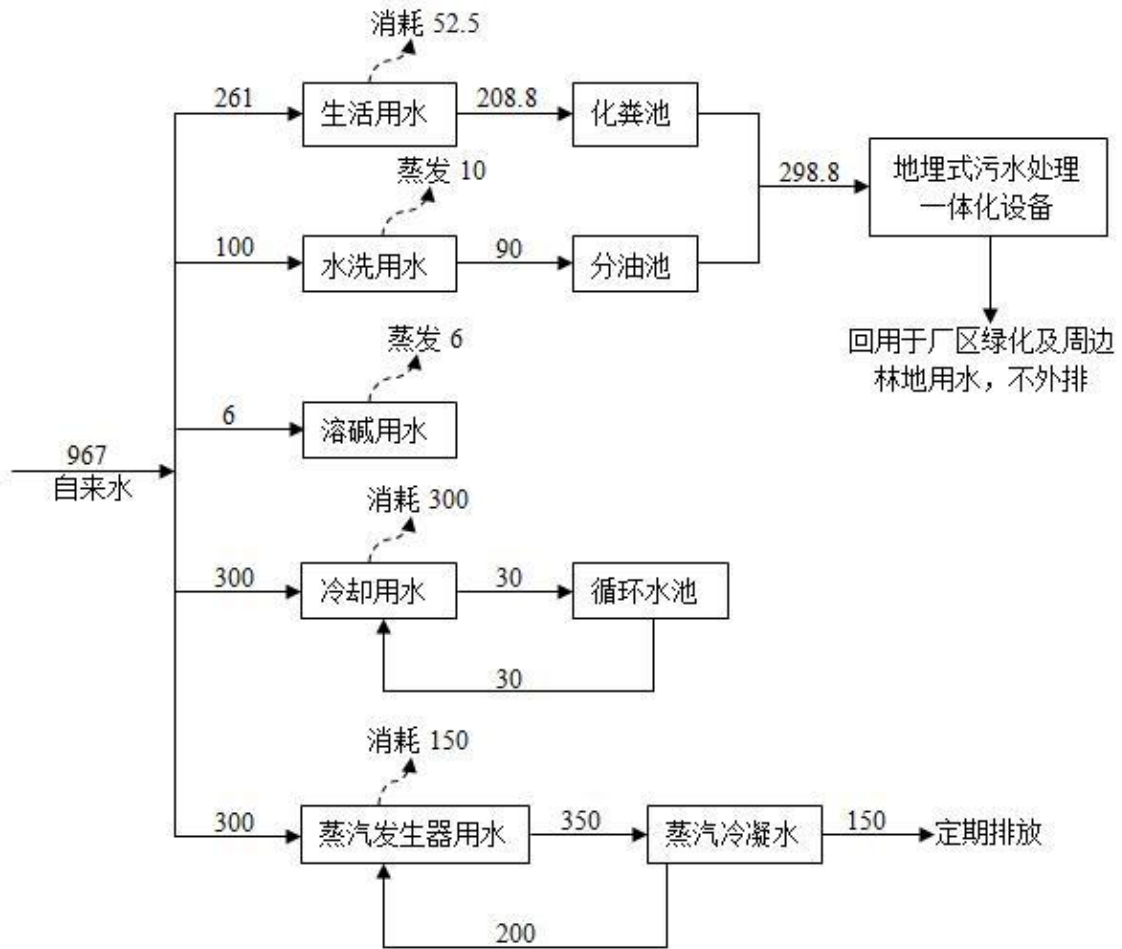 消耗 52.5
261
生活用水
208.8
化粪池
蒸发 10
298.8
地埋式污水处理
一体化设备
100
水洗用水
90
分油池
回用于厂区绿化及周边
林地用水，不外排
蒸发 6
6
溶碱用水
967
自来水
消耗 300
300
冷却用水
30
循环水池
30
消耗 150
300
蒸汽发生器用水
350
蒸汽冷凝水
150
定期排放
200